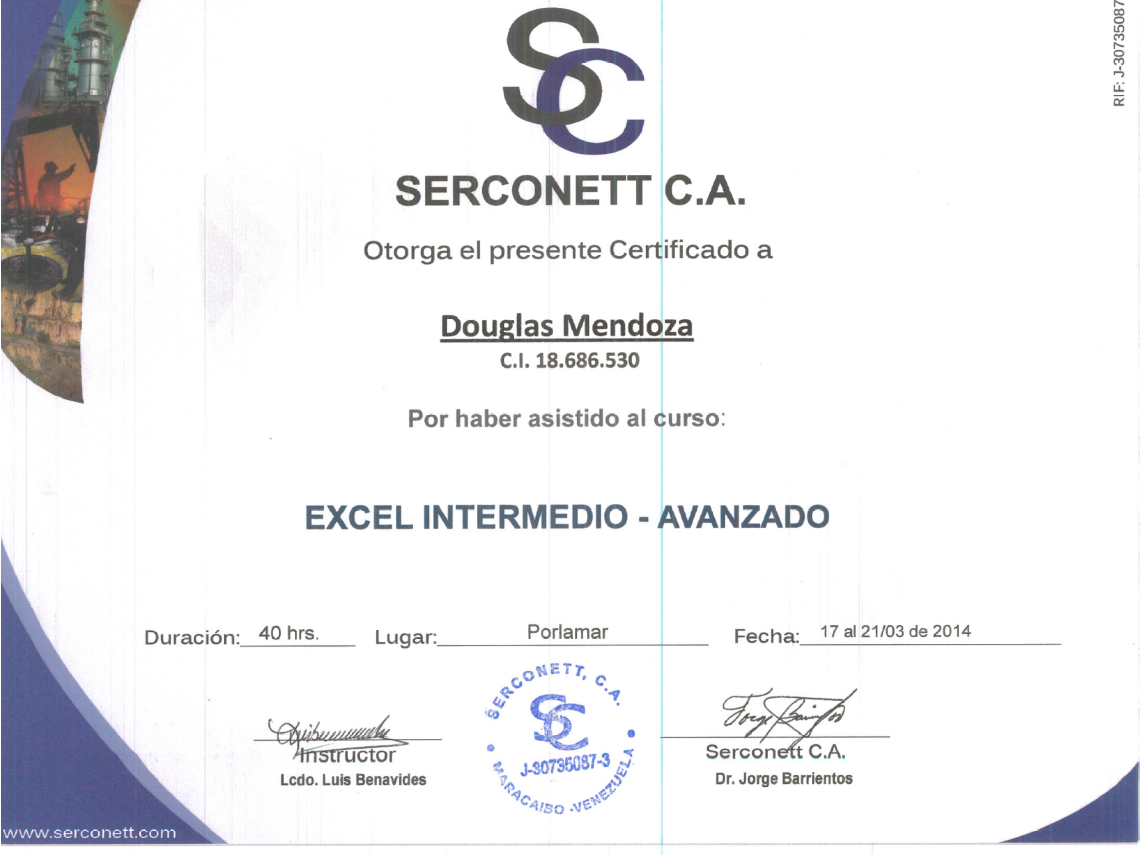 RIF: J-30735087
SC
SERCONETT C.A.
Otorga el presente Certificado a
Douglas Mendoza
C.I. 18.686.530
Por haber asistido al curso:
EXCEL INTERMEDIO - AVANZADO
Duración: 40 hrs. Lugar: Porlamar Fecha: 17 al 21/03 de 2014
SERCONETT, C.A.
SC
J-30735087-3
MARACAIBO - VENEZUELA
Instructor
Lcdo. Luis Benavides
Serconett C.A.
Dr. Jorge Barrientos
www.serconett.com